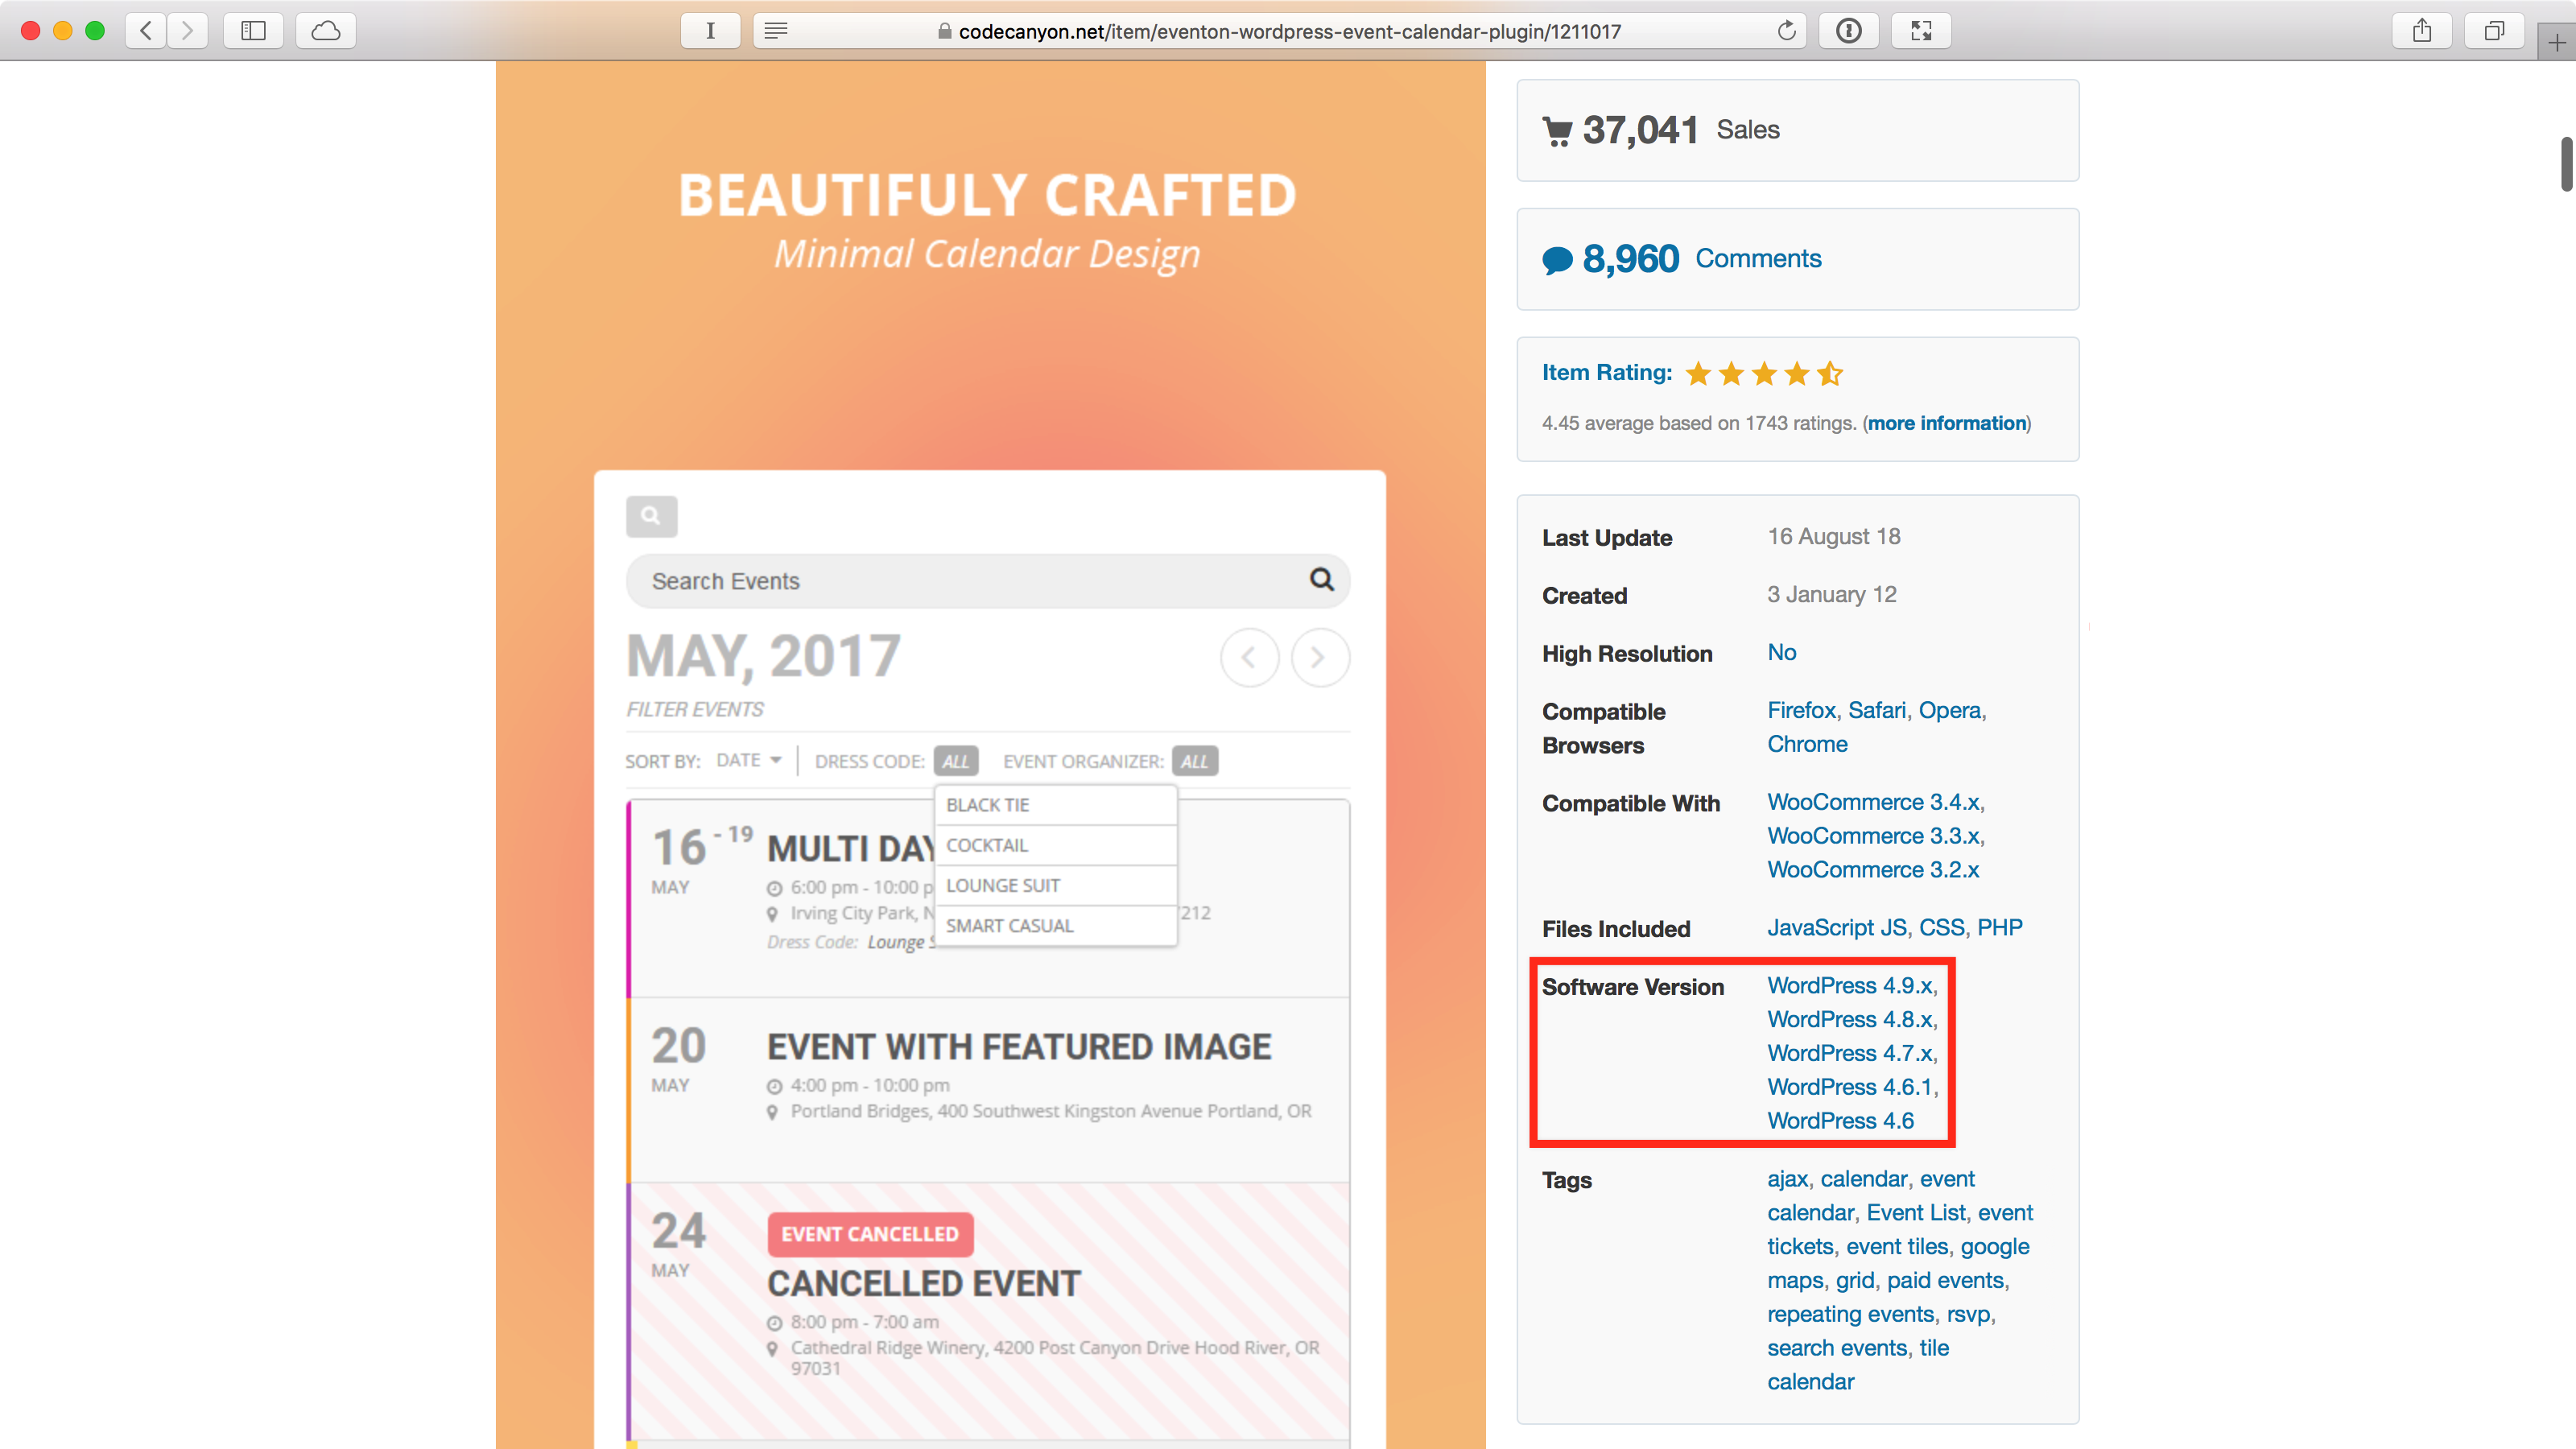 codecanyon.net/item/eventon-wordpress-event-calendar-plugin/1211017
BEAUTIFULY CRAFTED
Minimal Calendar Design
Search Events
MAY, 2017
FILTER EVENTS
SORT BY: DATE DRESS CODE: ALL EVENT ORGANIZER: ALL
BLACK TIE
COCKTAIL
LOUNGE SUIT
SMART CASUAL
16 - 19
MAY
MULTI DAY
6:00 pm - 10:00 p
Irving City Park, N
212
Dress Code: Lounge S
20
MAY
EVENT WITH FEATURED IMAGE
4:00 pm - 10:00 pm
Portland Bridges, 400 Southwest Kingston Avenue Portland, OR
24
MAY
EVENT CANCELLED
CANCELLED EVENT
8:00 pm - 7:00 am
Cathedral Ridge Winery, 4200 Post Canyon Drive Hood River, OR
97031
37,041 Sales
8,960 Comments
Item Rating:
4.45 average based on 1743 ratings. (more information)
Last Update 16 August 18
Created 3 January 12
High Resolution No
Compatible Browsers
Firefox, Safari, Opera,
Chrome
Compatible With WooCommerce 3.4.x,
WooCommerce 3.3.x,
WooCommerce 3.2.x
Files Included JavaScript JS, CSS, PHP
Software Version WordPress 4.9.x,
WordPress 4.8.x,
WordPress 4.7.x,
WordPress 4.6.1,
WordPress 4.6
Tags ajax, calendar, event
calendar, Event List, event
tickets, event tiles, google
maps, grid, paid events,
repeating events, rsvp,
search events, tile
calendar